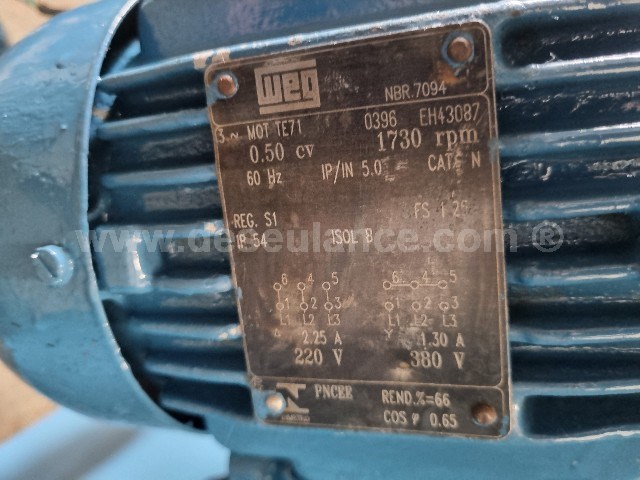 WEG
NBR.7094
3~ MOT TE71 0396 EH43087
0.50 cv 1730 rpm
60 Hz IP/IN 5.0 CAT N
REG. S1 FS 1.25
www.debeulance.com ®
IP 54 ISOL B
6 4 5 6 4 5
1 2 3 1 2 3
L1 L2 L3 L1 L2 L3
2.25 A 1.30 A
220 V 380 V
PNCEE REND.%=66
COS φ 0.65